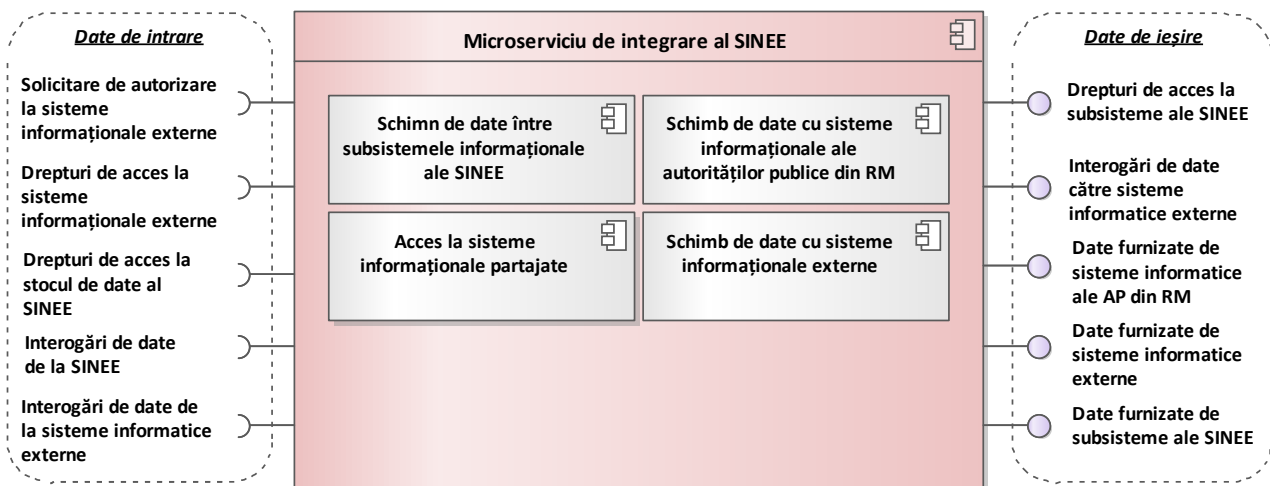 Date de intrare
Solicitare de autorizare
la sisteme
informaționale externe
Drepturi de acces la
sisteme
informaționale externe
Drepturi de acces la
stocul de date al
SINEE
Interogări de date
de la SINEE
Interogări de date de
la sisteme informatice
externe
Microserviciu de integrare al SINEE
Schimn de date între
subsistemele informaționale
ale SINEE
Schimb de date cu sisteme
informaționale ale
autorităților publice din RM
Acces la sisteme
informaționale partajate
Schimb de date cu sisteme
informaționale externe
Date de ieșire
Drepturi de acces la
subsisteme ale SINEE
Interogări de date
către sisteme
informatice externe
Date furnizate de
sisteme informatice
ale AP din RM
Date furnizate de
sisteme informatice
externe
Date furnizate de
subsisteme ale SINEE